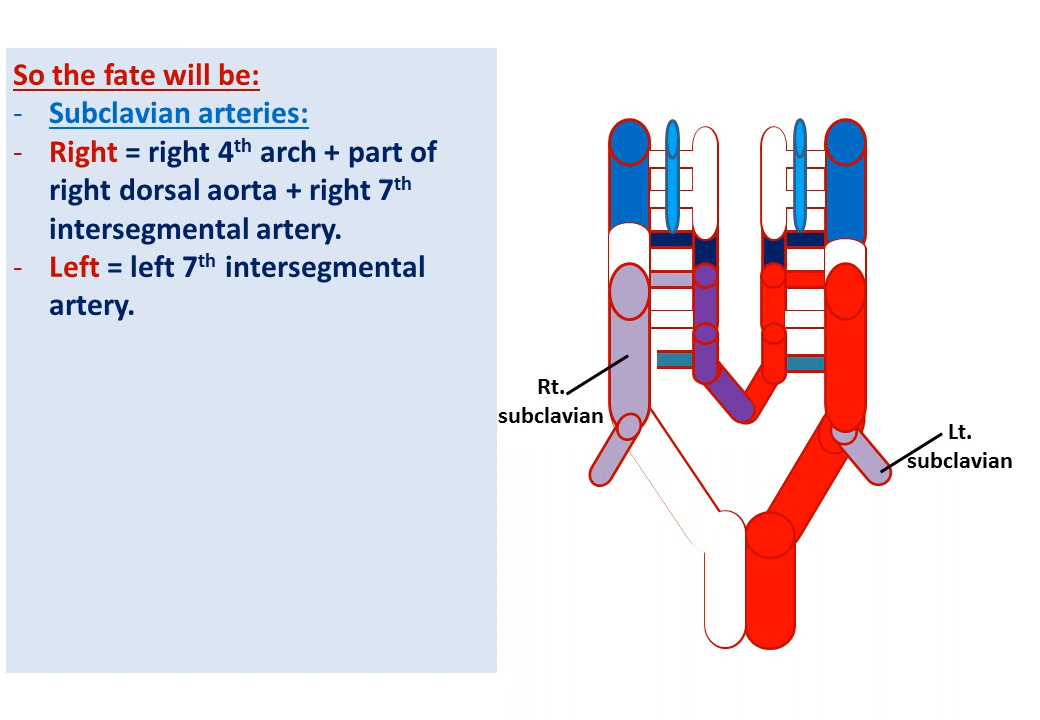 So the fate will be:
- Subclavian arteries:
- Right = right 4th arch + part of
right dorsal aorta + right 7th
intersegmental artery.
- Left = left 7th intersegmental
artery.
Rt.
subclavian
Lt.
subclavian